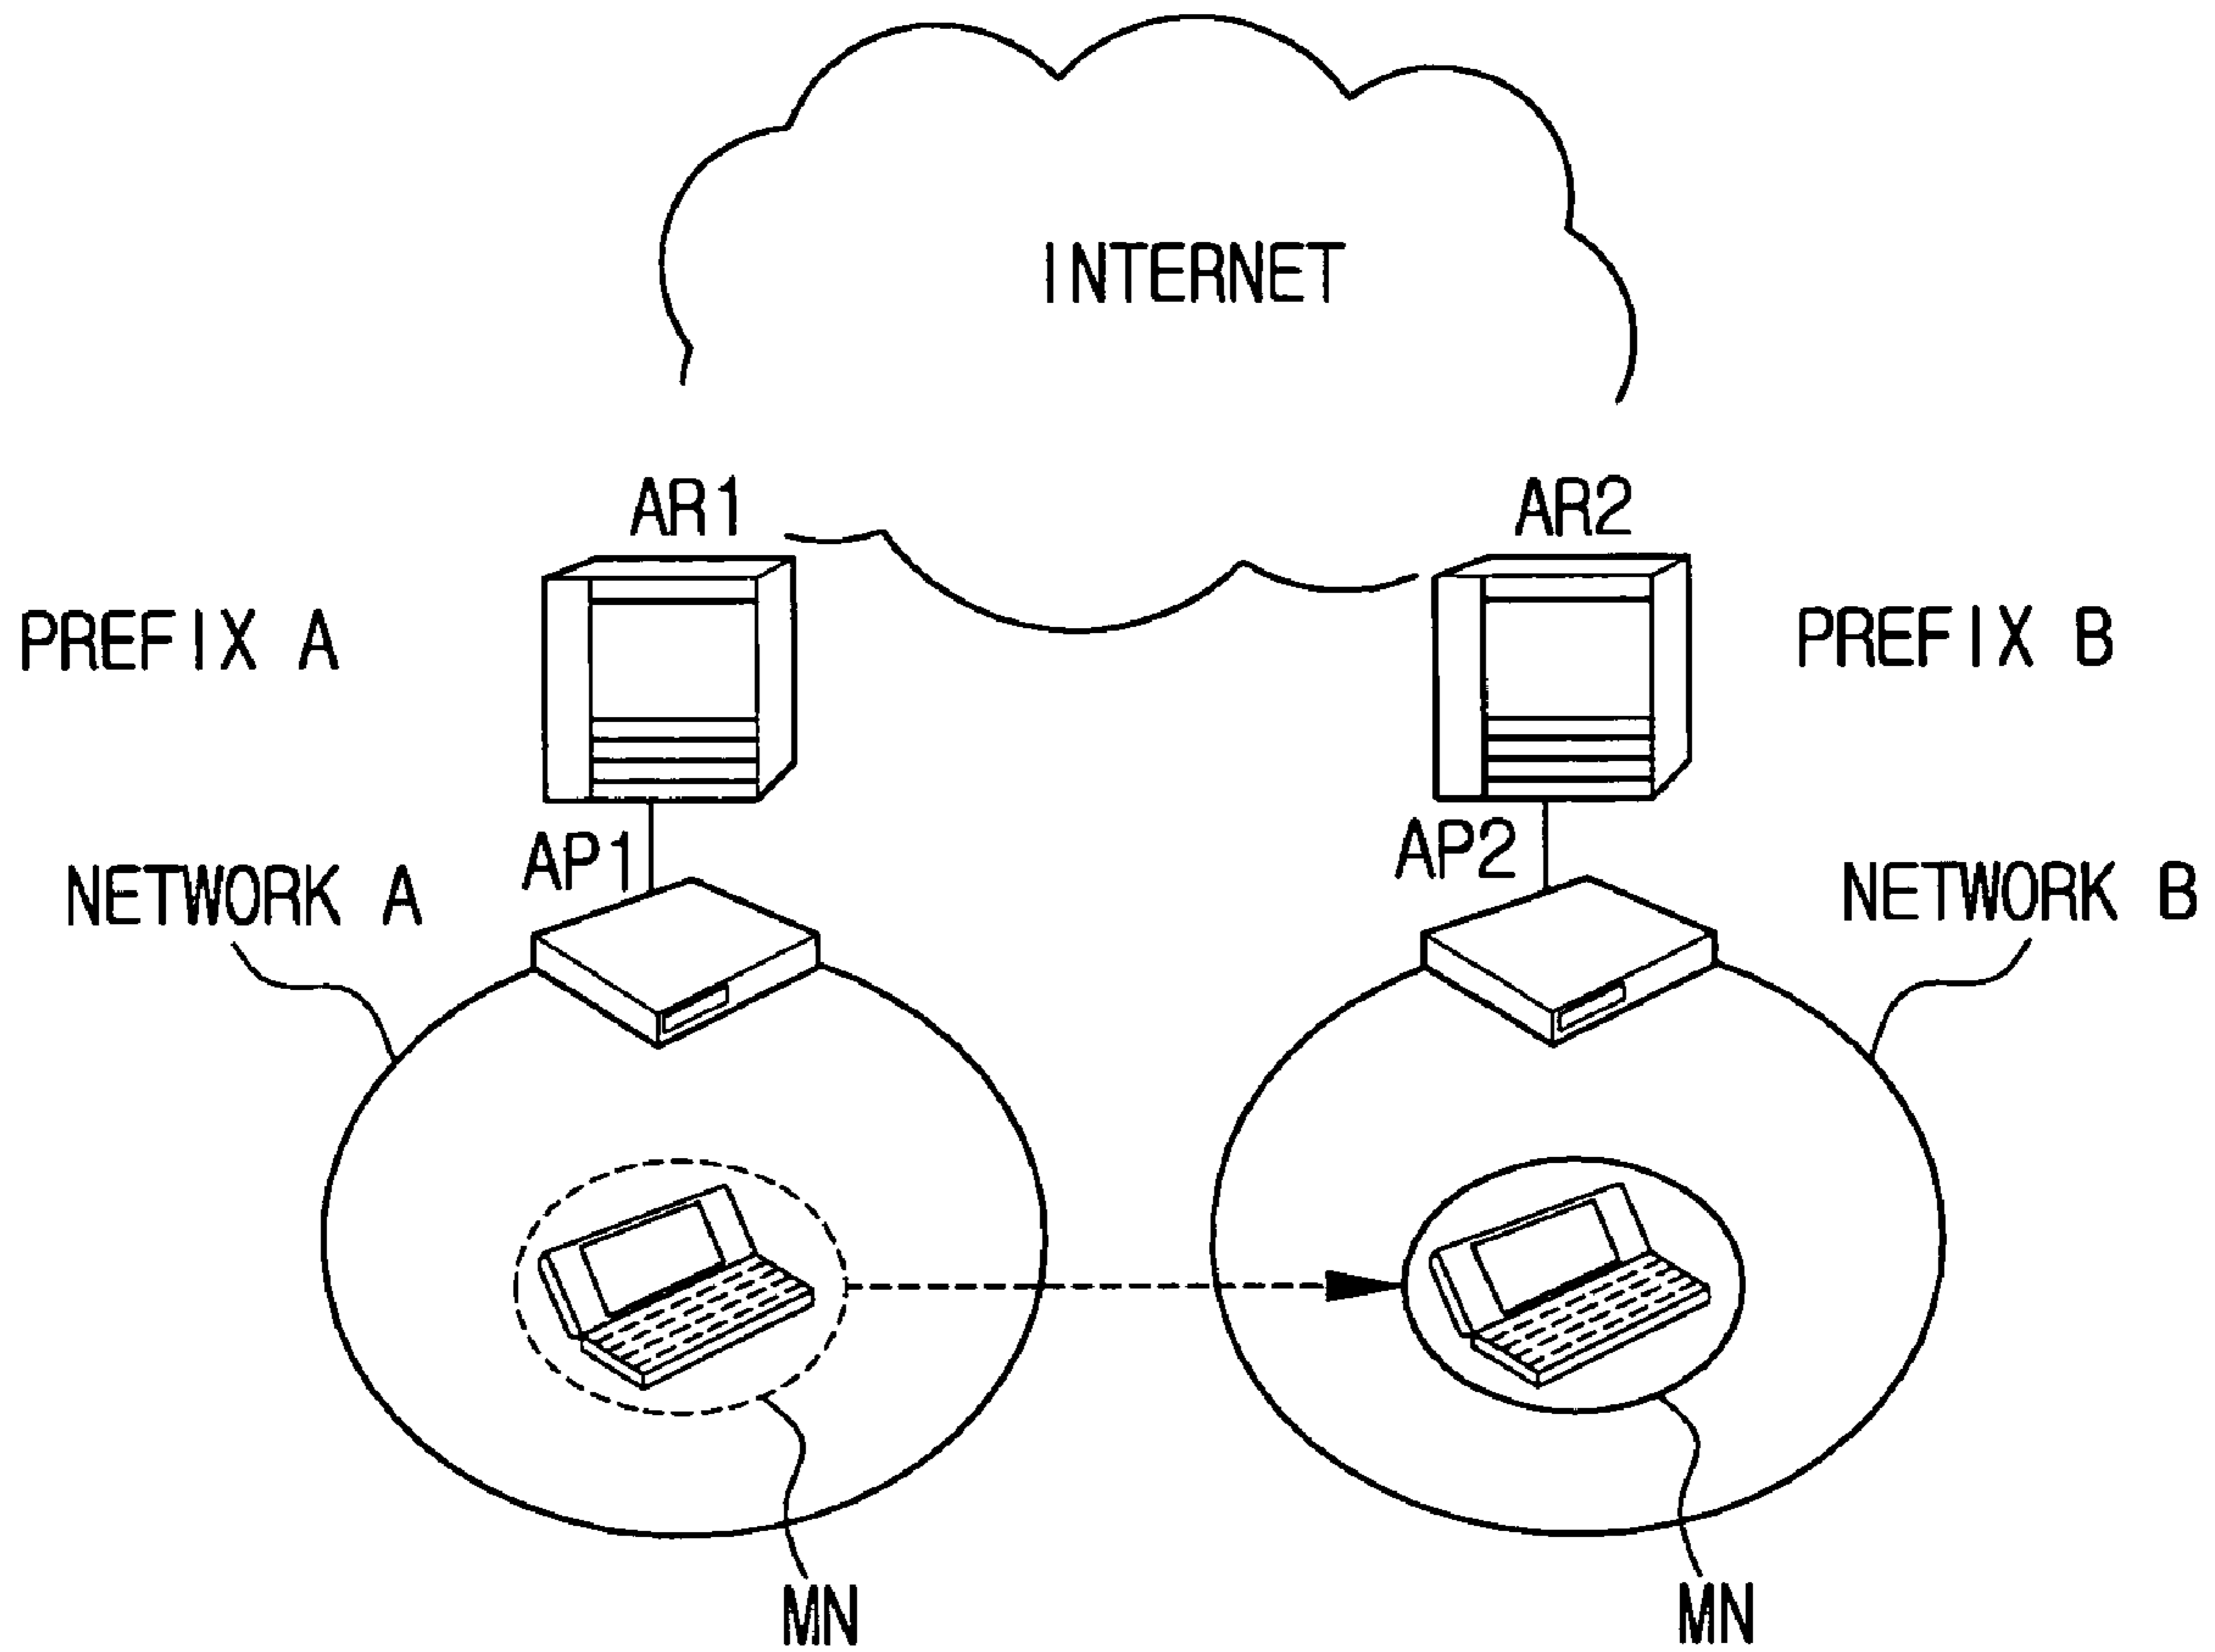 INTERNET
AR1
AR2
PREFIX A
PREFIX B
AP1
AP2
NETWORK A
NETWORK B
MN
MN